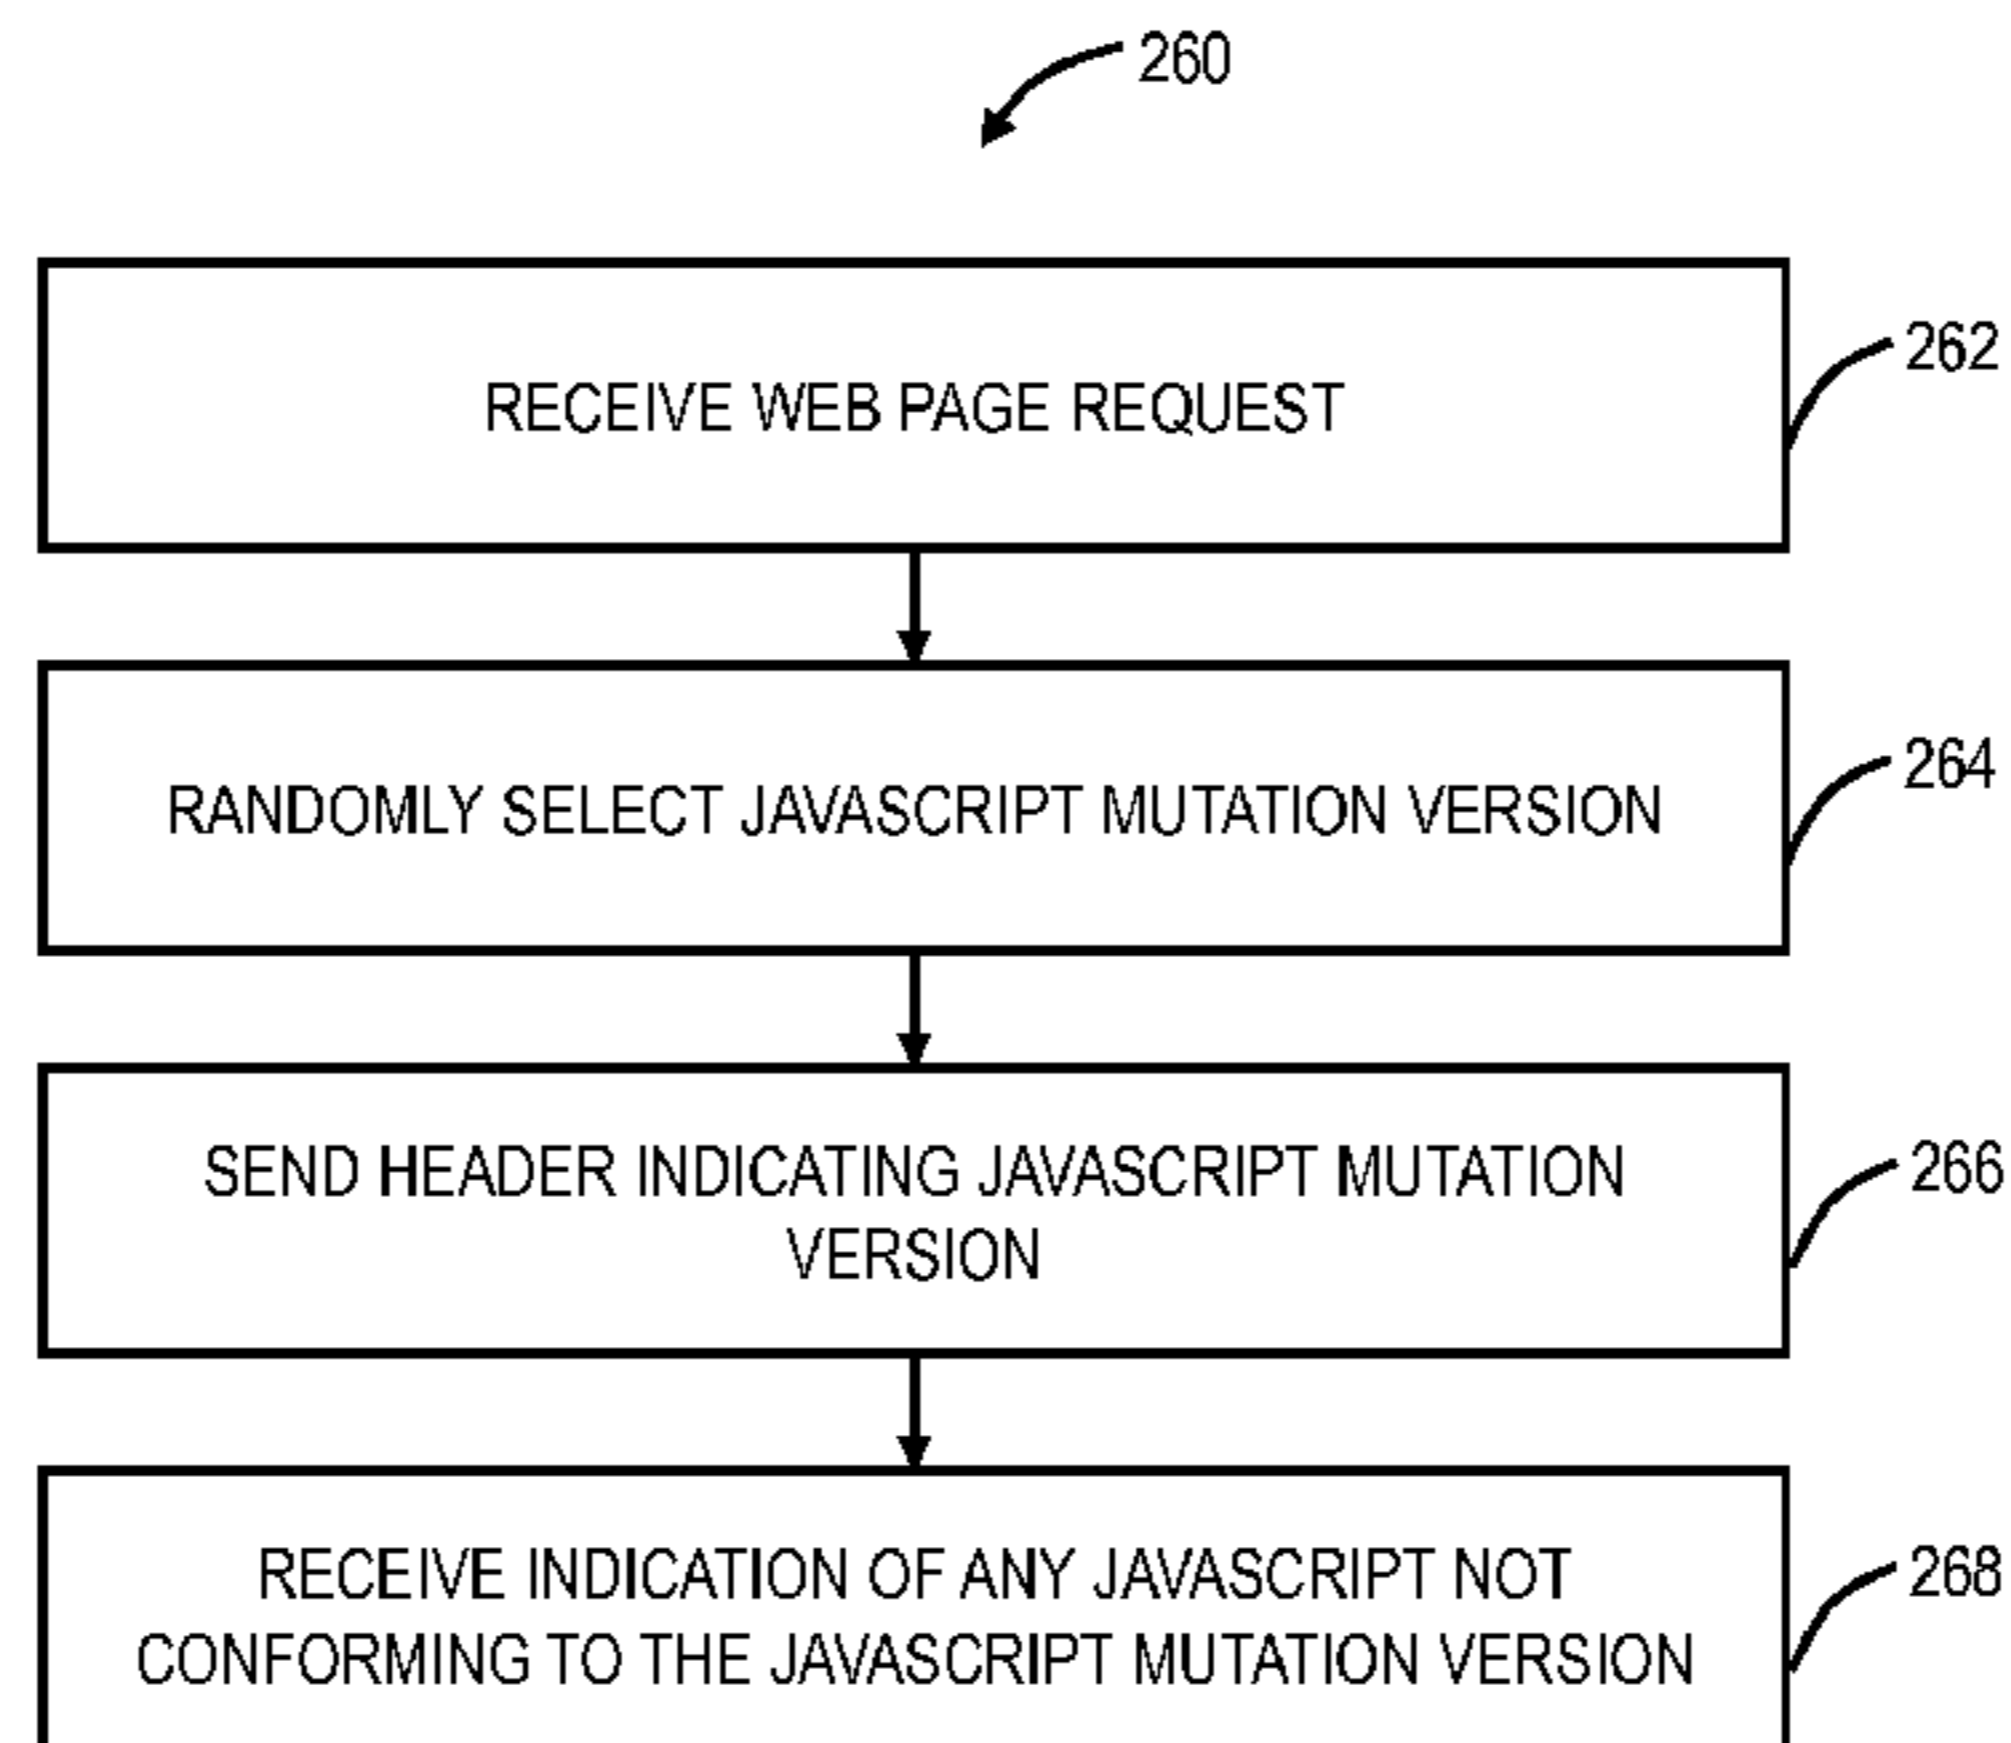 260
RECEIVE WEB PAGE REQUEST
262
RANDOMLY SELECT JAVASCRIPT MUTATION VERSION
264
SEND HEADER INDICATING JAVASCRIPT MUTATION
VERSION
266
RECEIVE INDICATION OF ANY JAVASCRIPT NOT
CONFORMING TO THE JAVASCRIPT MUTATION VERSION
268